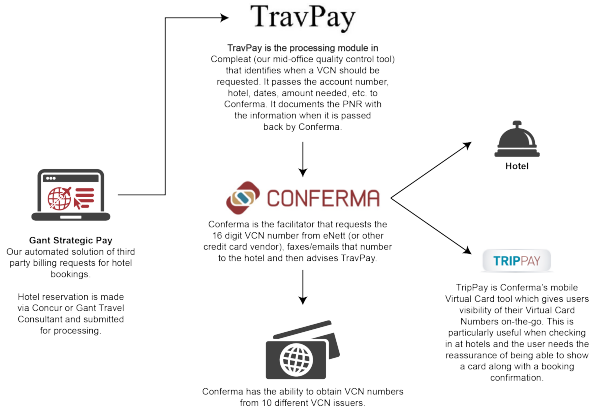 TravPay
TravPay is the processing module in
Compleat (our mid-office quality control tool)
that identifies when a VCN should be
requested. It passes the account number,
hotel, dates, amount needed, etc. to
Conferma. It documents the PNR with
the information when it is passed
back by Conferma.
Gant Strategic Pay
Our automated solution of third
party billing requests for hotel
bookings
Hotel reservation is made
via Concur or Gant Travel
Consultant and submitted
for processing.
CONFERMA
Conferma is the facilitator that requests the
16 digit VCN number from eNett (or other
credit card vendor), faxes/emails that number
to the hotel and then advises TravPay.
Hotel
TRIPPAY
TripPay is Conferma's mobile
Virtual Card tool which gives users
visibility of their Virtual Card
Numbers on-the-go. This is
particularly useful when checking
in at hotels and the user needs the
reassurance of being able to show
a card along with a booking
confirmation.
Conferma has the ability to obtain VCN numbers
from 10 different VCN issuers.